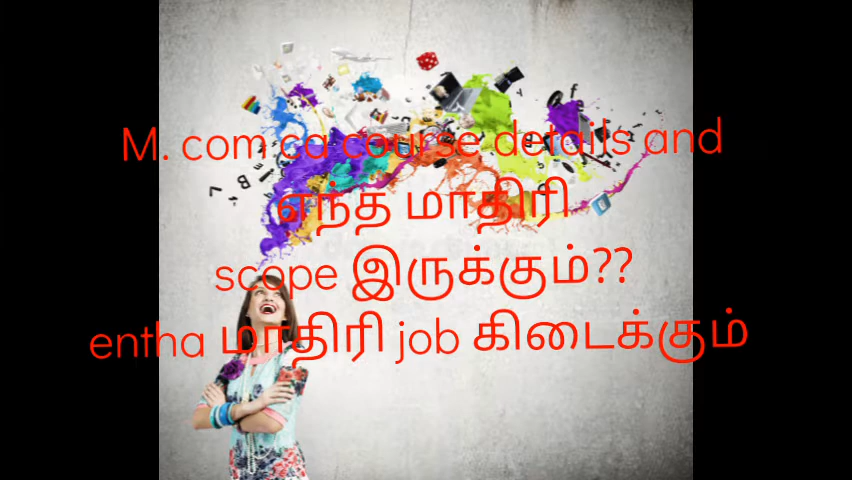 M. com ca course details and
எந்த மாதிரி
scope இருக்கும்??
entha மாதிரி job கிடைக்கும்